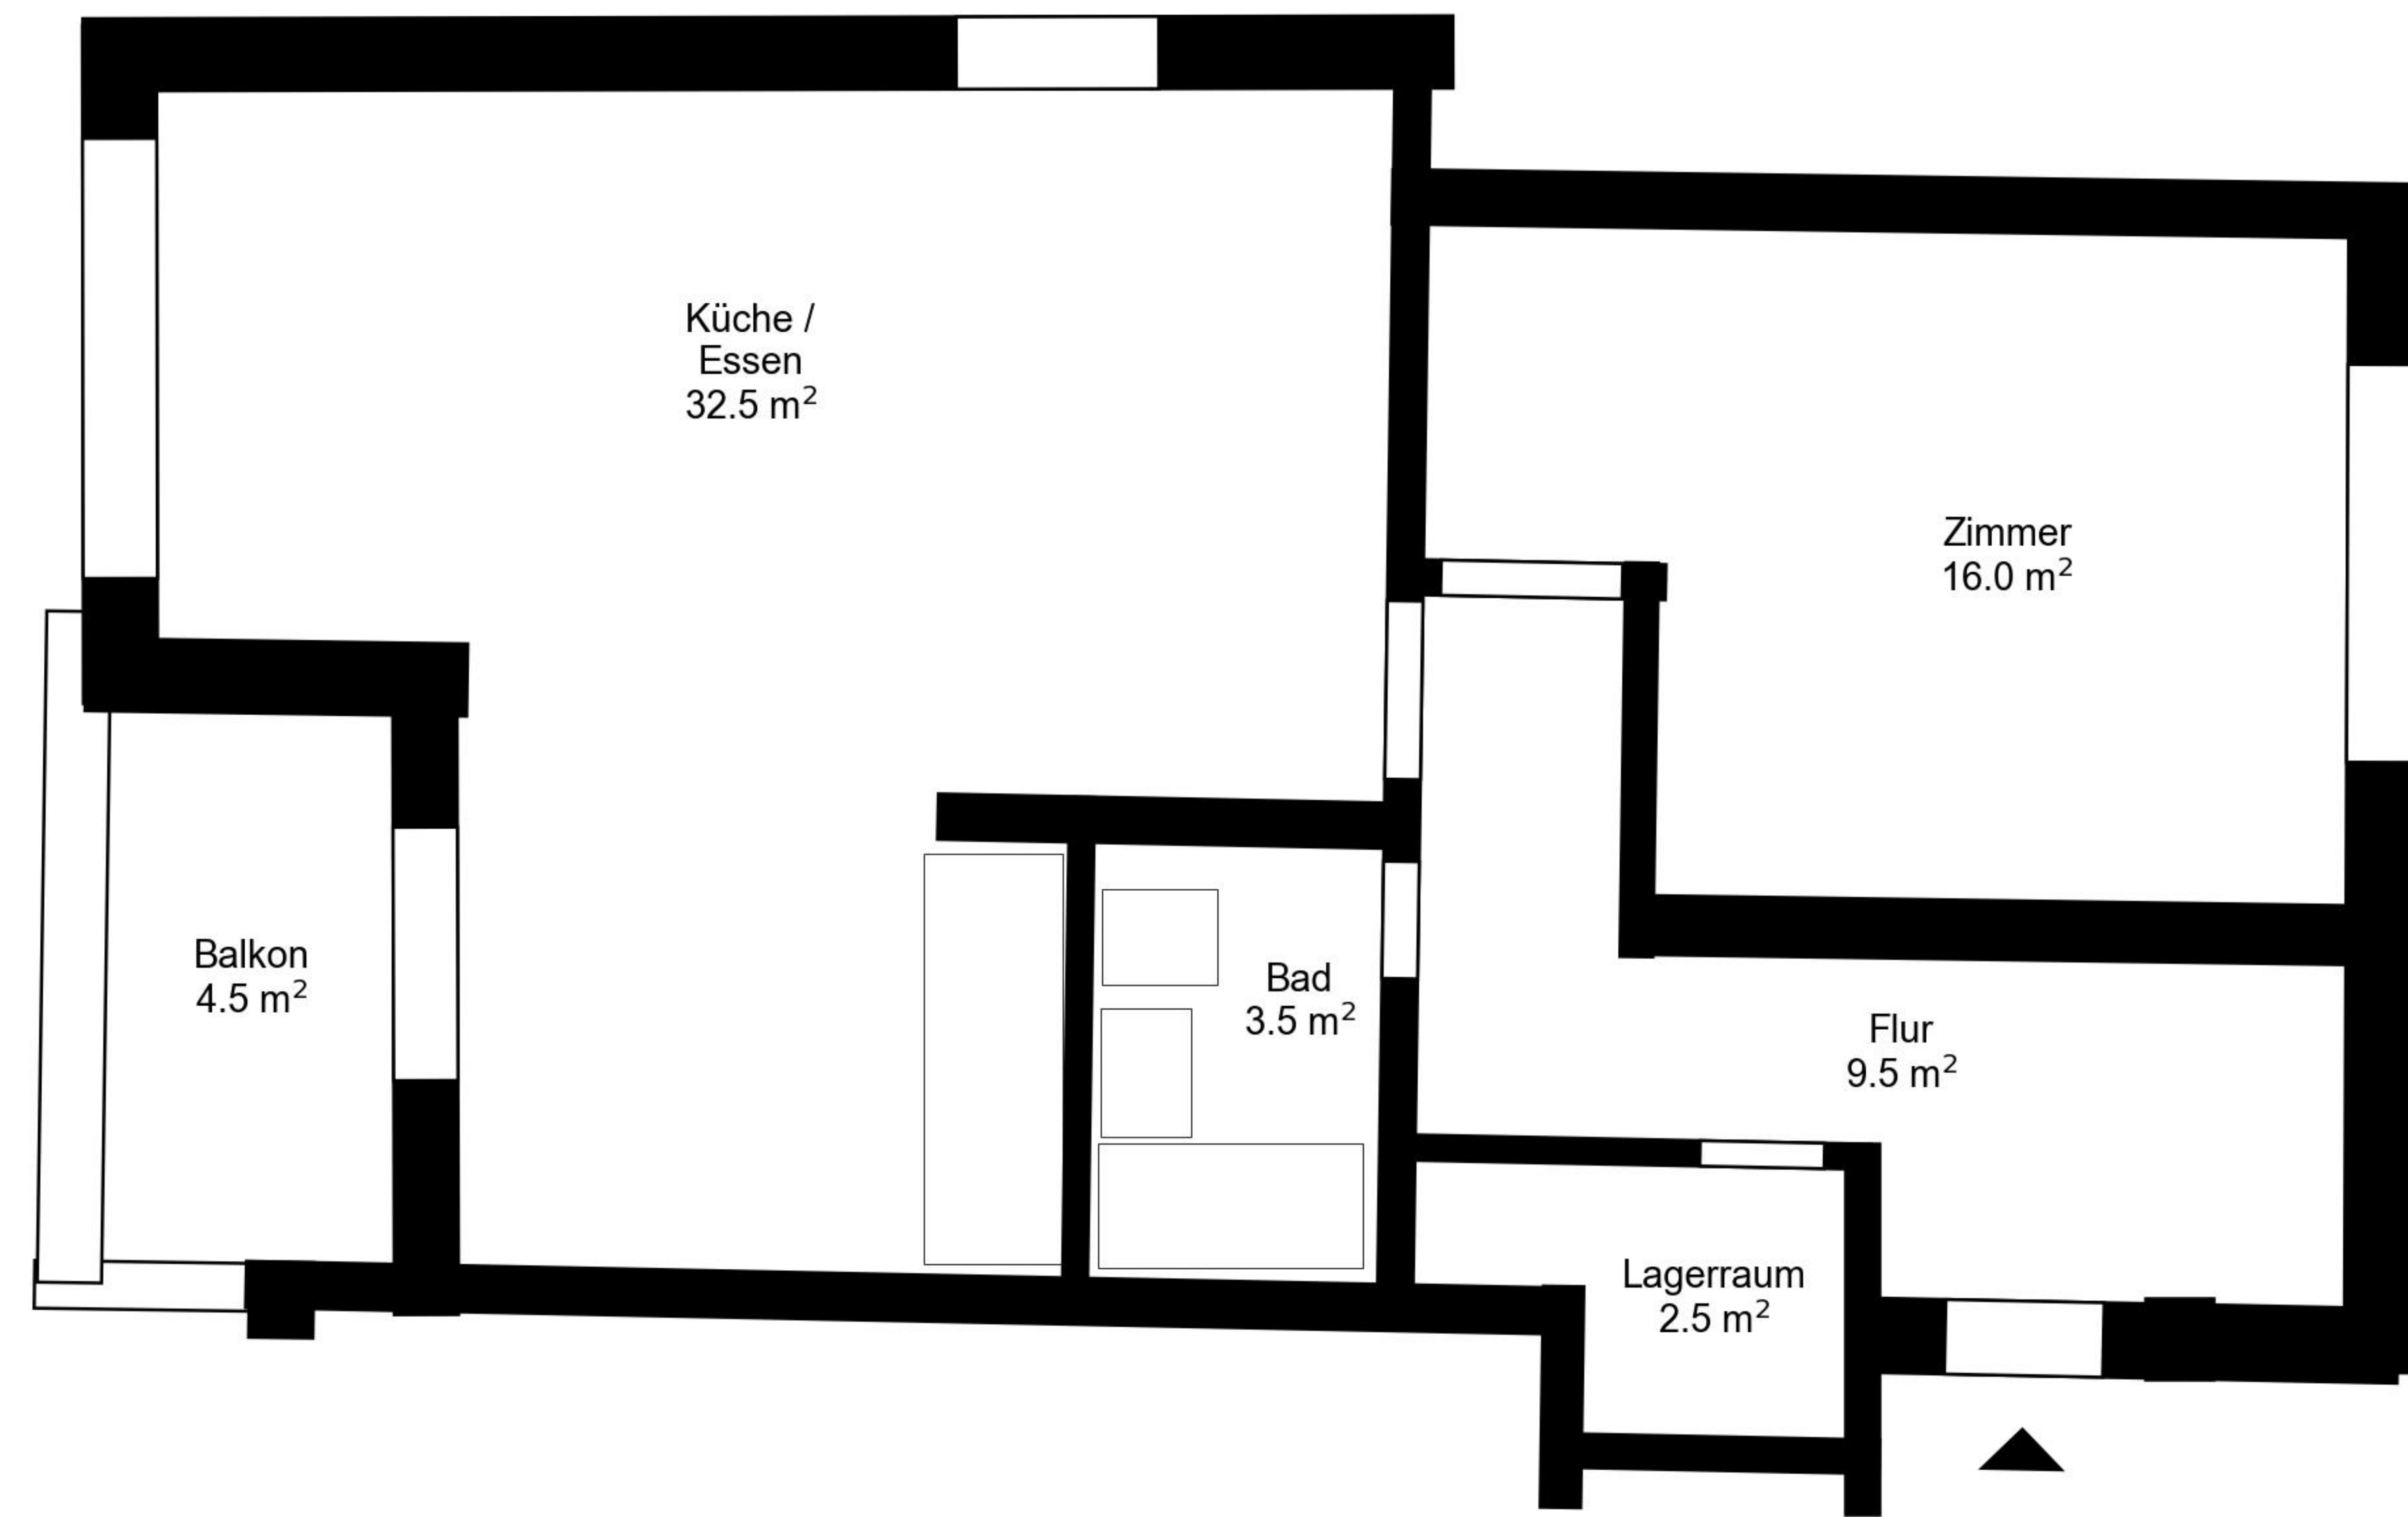 Küche /
Essen
32.5 m²
Zimmer
16.0 m²
Balkon
4.5 m²
Bad
3.5 m²
Flur
9.5 m²
Lagerraum
2.5 m²